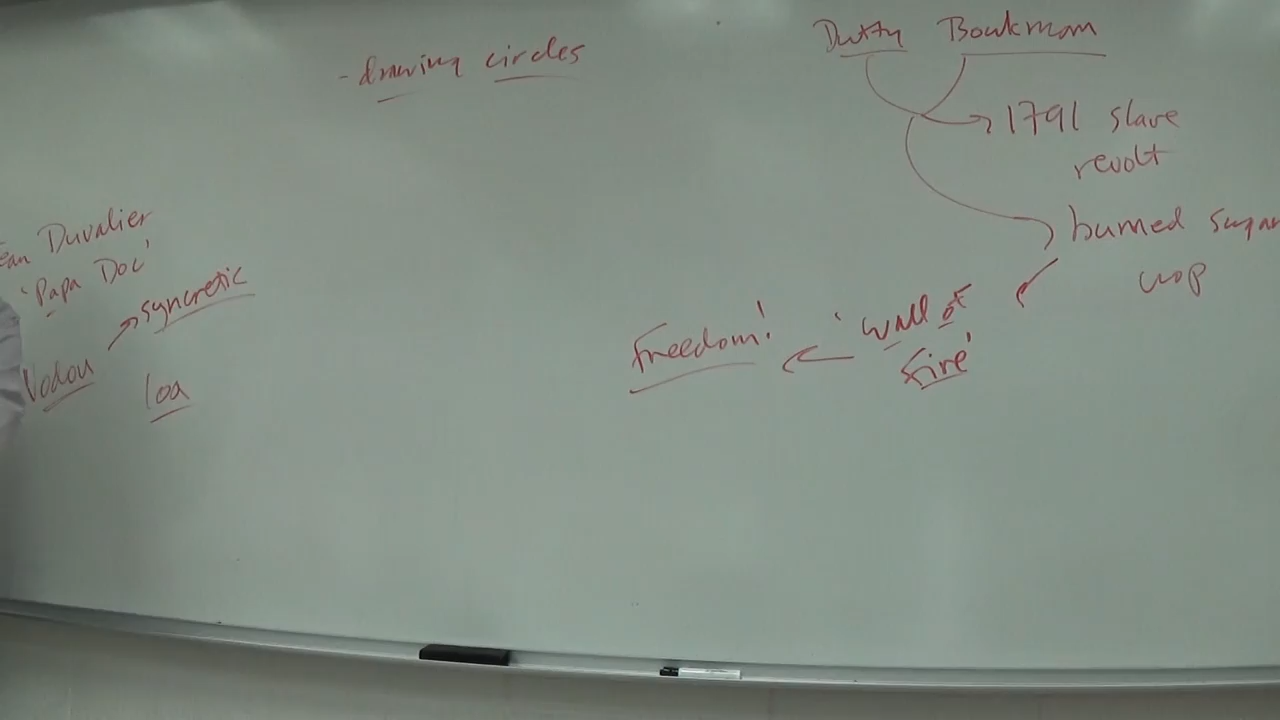 - drawing circles
Dutty Boukman
1791 slave
revolt
burned sugar
crop
'wall of
fire'
Freedom!
Duvalier
'Papa Doc'
syncretic
Vodou
loa